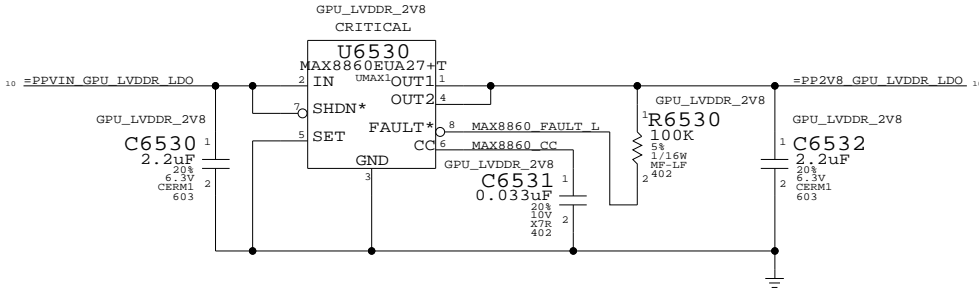 GPU_LVDDR_2V8
CRITICAL
U6530
MAX8860EUA27+T
UMAX1
10 =PPVIN_GPU_LVDDR_LDO
2 IN
OUT1 1
OUT2 4
7 SHDN*
5 SET
FAULT* 8
CC 6
GND
3
MAX8860_FAULT_L
MAX8860_CC
=PP2V8_GPU_LVDDR_LDO
GPU_LVDDR_2V8
C6530 1
2.2uF
20%
6.3V 2
CERM1
603
GPU_LVDDR_2V8
C6531 1
0.033uF
20%
10V 2
X7R
402
GPU_LVDDR_2V8
1 R6530
100K
5%
1/16W
MF-LF
2 402
GPU_LVDDR_2V8
1 C6532
2.2uF
20%
2 6.3V
CERM1
603